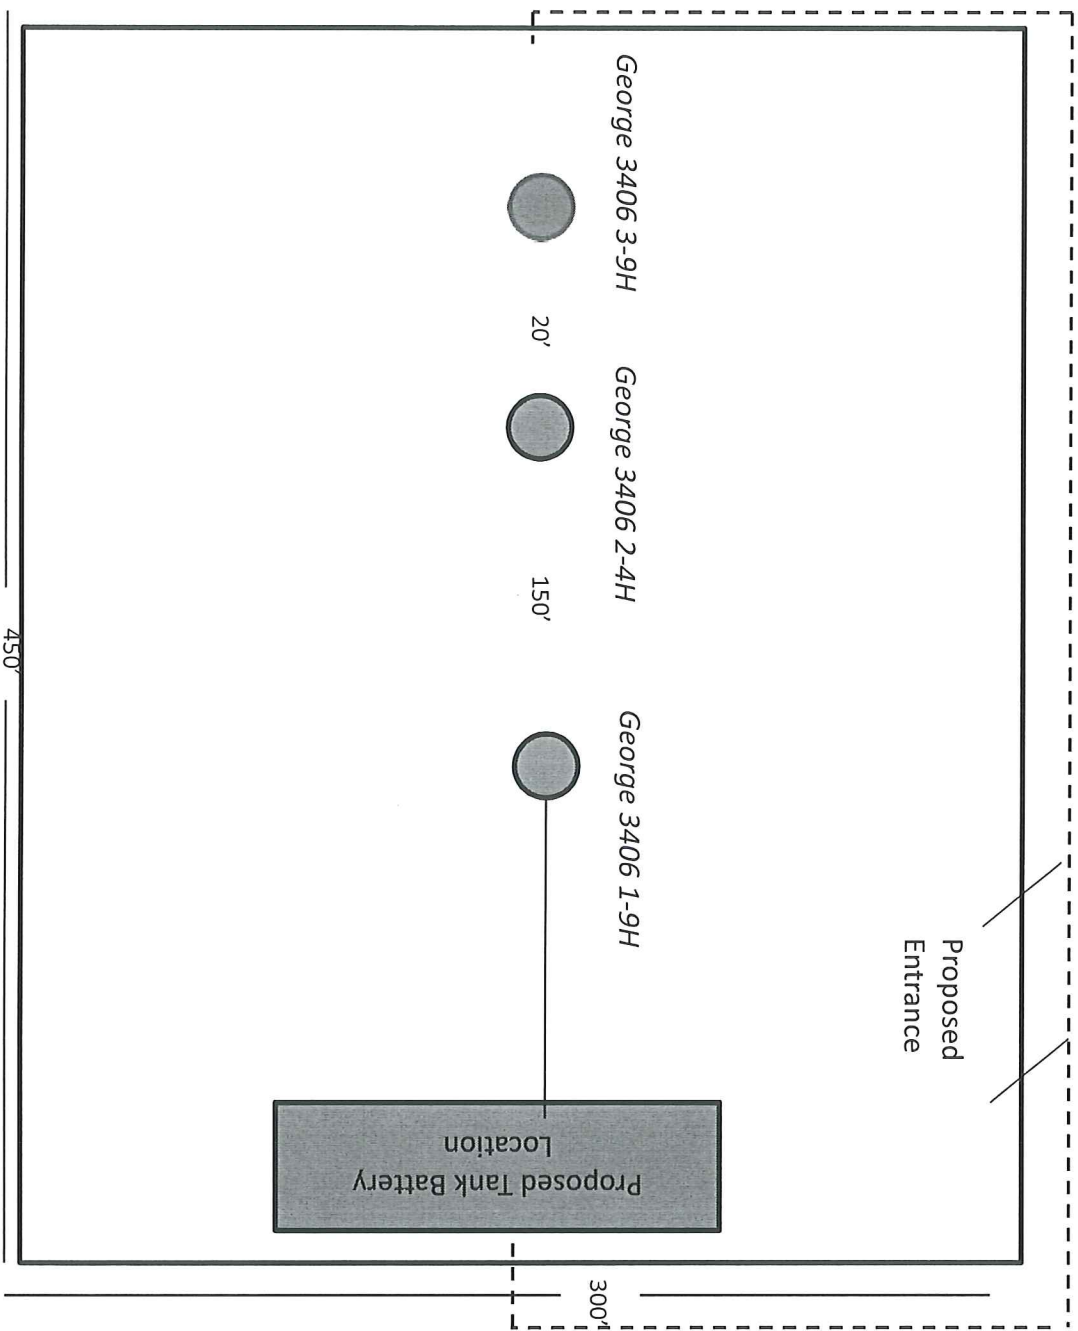 Proposed
Entrance
George 3406 3-9H
George 3406 2-4H
George 3406 1-9H
20'
150'
300'
Proposed Tank Battery
Location
450'